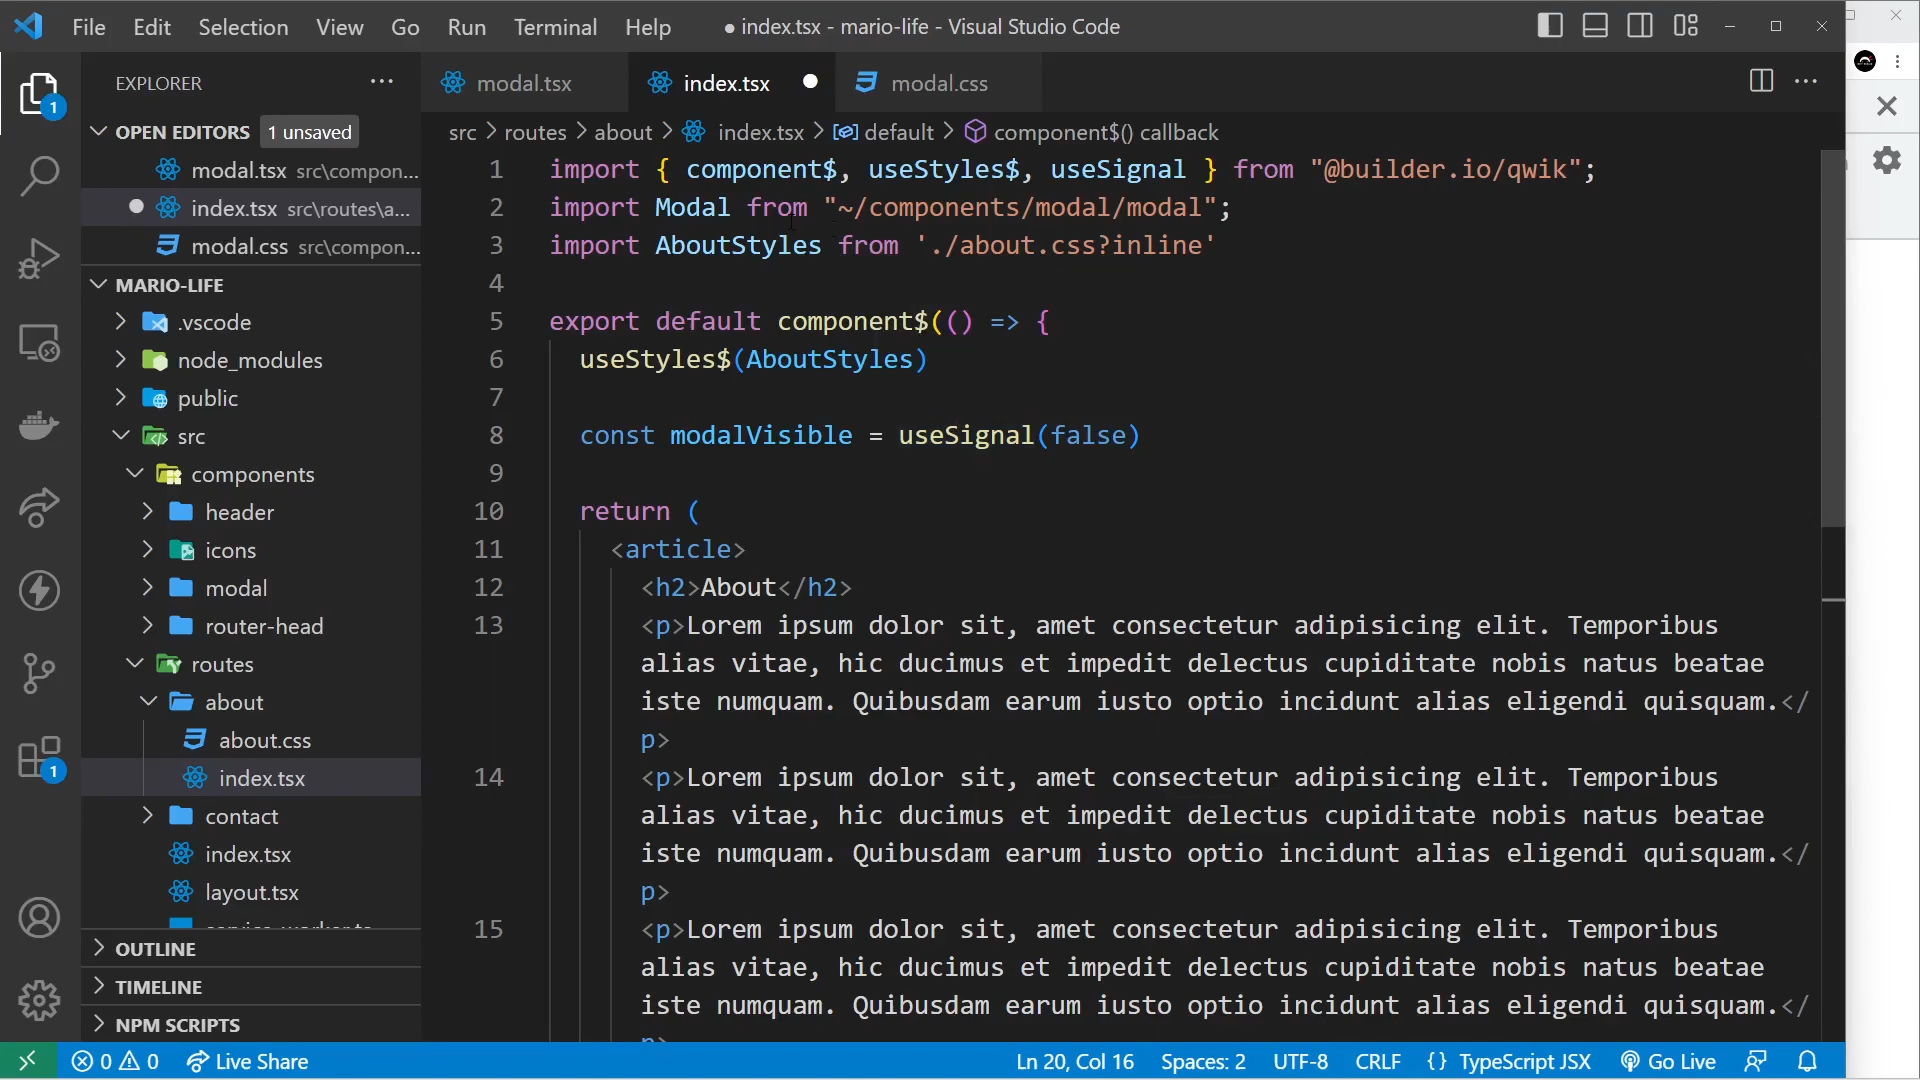 File Edit Selection View Go Run Terminal Help ● index.tsx - mario-life - Visual Studio Code
EXPLORER
OPEN EDITORS 1 unsaved
modal.tsx src\compon...
index.tsx src\routes\a...
modal.css src\compon...
MARIO-LIFE
.vscode
node_modules
public
src
components
header
icons
modal
router-head
routes
about
about.css
index.tsx
contact
index.tsx
layout.tsx
OUTLINE
TIMELINE
NPM SCRIPTS
1
1
modal.tsx index.tsx modal.css
src > routes > about > index.tsx > default > component$() callback
1 import { component$, useStyles$, useSignal } from "@builder.io/qwik";
2 import Modal from "~/components/modal/modal";
3 import AboutStyles from './about.css?inline'
4
5 export default component$(() => {
6 useStyles$(AboutStyles)
7
8 const modalVisible = useSignal(false)
9
10 return (
11 <article>
12 <h2>About</h2>
13 <p>Lorem ipsum dolor sit, amet consectetur adipisicing elit. Temporibus
alias vitae, hic ducimus et impedit delectus cupiditate nobis natus beatae
iste numquam. Quibusdam earum iusto optio incidunt alias eligendi quisquam.</
p>
14 <p>Lorem ipsum dolor sit, amet consectetur adipisicing elit. Temporibus
alias vitae, hic ducimus et impedit delectus cupiditate nobis natus beatae
iste numquam. Quibusdam earum iusto optio incidunt alias eligendi quisquam.</
p>
15 <p>Lorem ipsum dolor sit, amet consectetur adipisicing elit. Temporibus
alias vitae, hic ducimus et impedit delectus cupiditate nobis natus beatae
iste numquam. Quibusdam earum iusto optio incidunt alias eligendi quisquam.</
0 0 Live Share Ln 20, Col 16 Spaces: 2 UTF-8 CRLF {} TypeScript JSX Go Live